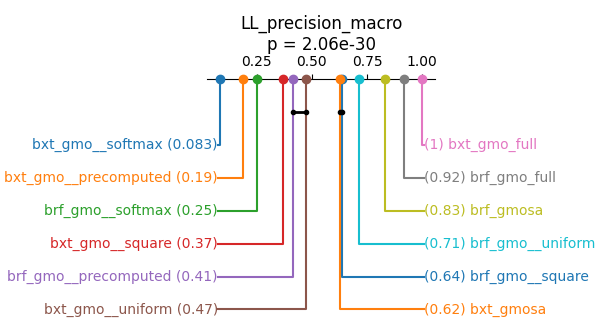 LL_precision_macro
p = 2.06e-30
0.25 0.50 0.75 1.00
bxt_gmo__softmax (0.083) (1) bxt_gmo_full
bxt_gmo__precomputed (0.19) (0.92) brf_gmo_full
brf_gmo__softmax (0.25) (0.83) brf_gmosa
bxt_gmo__square (0.37) (0.71) brf_gmo__uniform
brf_gmo__precomputed (0.41) (0.64) brf_gmo__square
bxt_gmo__uniform (0.47) (0.62) bxt_gmosa